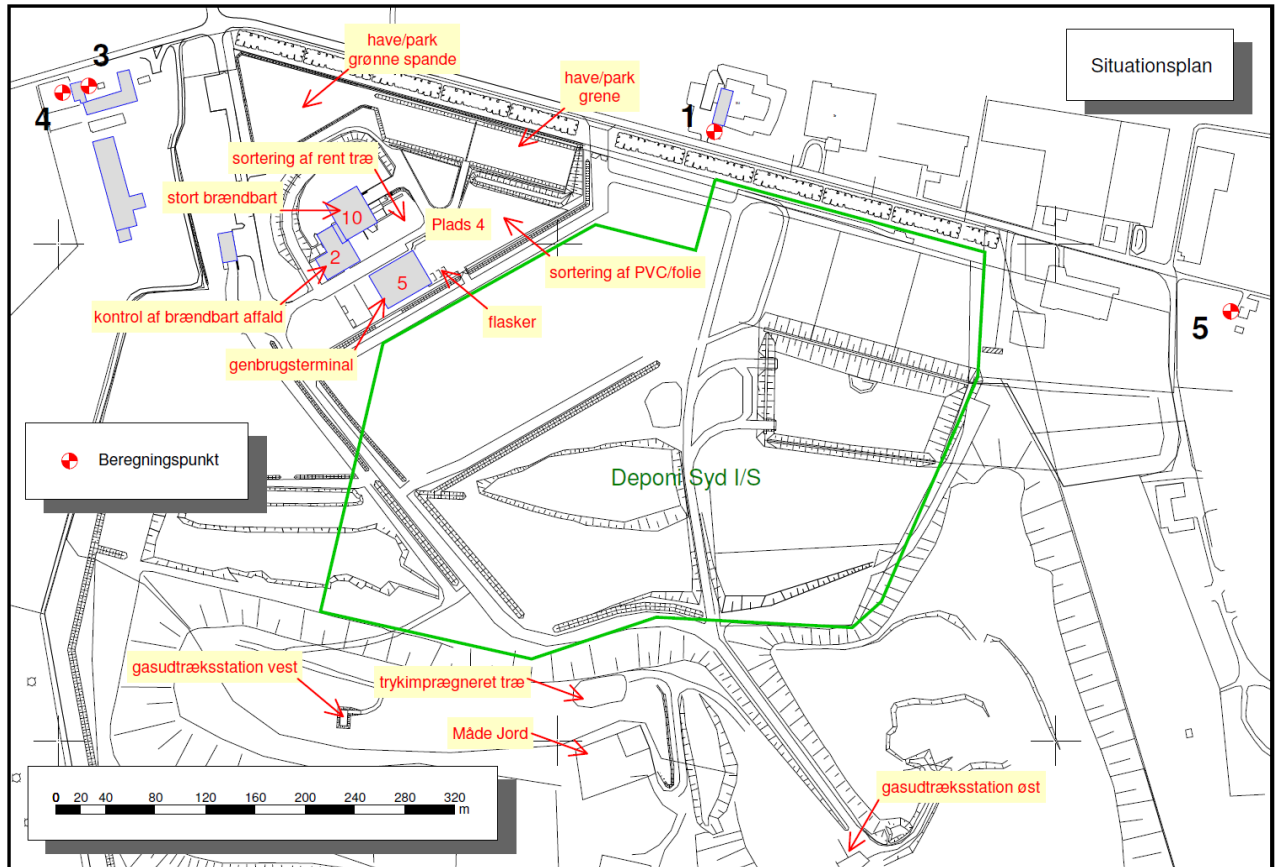 Situationsplan
have/park
grønne spande
have/park
grene
3
4
1
sortering af rent træ
stort brændbart
10
Plads 4
2
5
sortering af PVC/folie
kontrol af brændbart affald
flasker
5
genbrugsterminal
Beregningspunkt
Deponi Syd I/S
gasudtræksstation vest
trykimprægneret træ
Måde Jord
gasudtræksstation øst
0 20 40 80 120 160 200 240 280 320
m